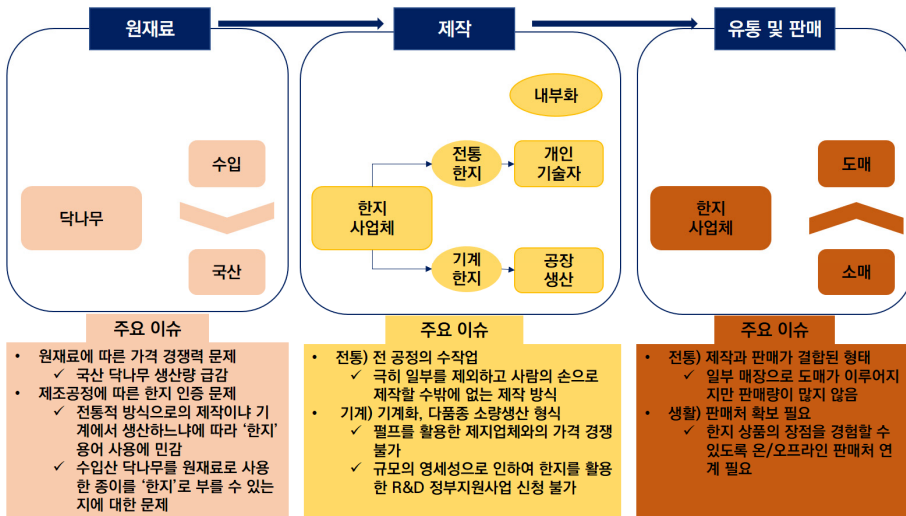 원재료
제작
유통 및 판매
닥나무
수입
국산
내부화
한지
사업체
전통
한지
개인
기술자
기계
한지
공장
생산
한지
사업체
도매
소매
주요 이슈
• 원재료에 따른 가격 경쟁력 문제
✓ 국산 닥나무 생산량 급감
• 제조공정에 따른 한지 인증 문제
✓ 전통적 방식으로의 제작이냐 기
계에서 생산하느냐에 따라 ‘한지’
용어 사용에 민감
✓ 수입산 닥나무를 원재료로 사용
한 종이를 ‘한지’로 부를 수 있는
지에 대한 문제
주요 이슈
• 전통) 전 공정의 수작업
✓ 극히 일부를 제외하고 사람의 손으로
제작할 수밖에 없는 제작 방식
• 기계) 기계화, 다품종 소량생산 형식
✓ 펄프를 활용한 제지업체와의 가격 경쟁
불가
✓ 규모의 영세성으로 인하여 한지를 활용
한 R&D 정부지원사업 신청 불가
주요 이슈
• 전통) 제작과 판매가 결합된 형태
✓ 일부 매장으로 도매가 이루어지
지만 판매량이 많지 않음
• 생활) 판매처 확보 필요
✓ 한지 상품의 장점을 경험할 수
있도록 온/오프라인 판매처 연
계 필요